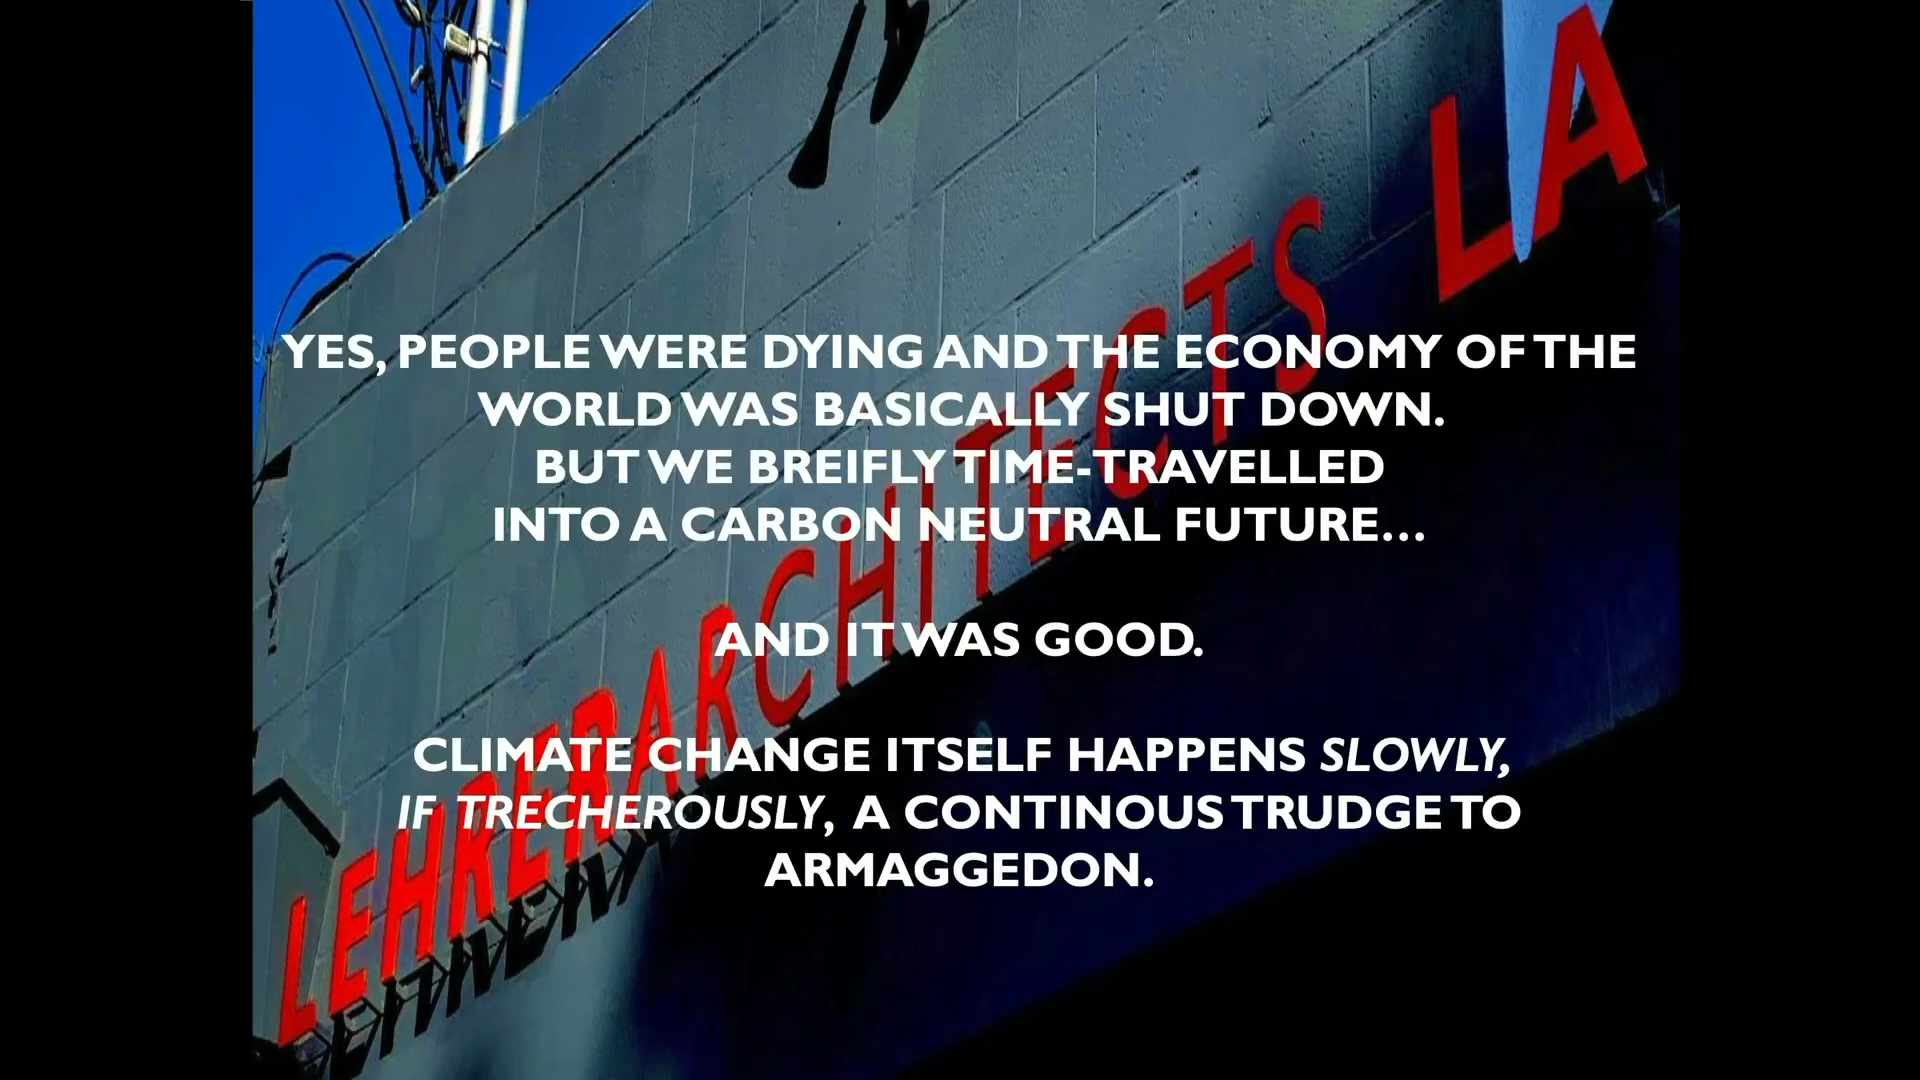 LEHRERARCHITECTS LA
YES, PEOPLE WERE DYING AND THE ECONOMY OF THE
WORLD WAS BASICALLY SHUT DOWN.
BUT WE BREIFLY TIME-TRAVELLED
INTO A CARBON NEUTRAL FUTURE...
AND IT WAS GOOD.
CLIMATE CHANGE ITSELF HAPPENS SLOWLY,
IF TRECHEROUSLY, A CONTINOUS TRUDGE TO
ARMAGGEDON.